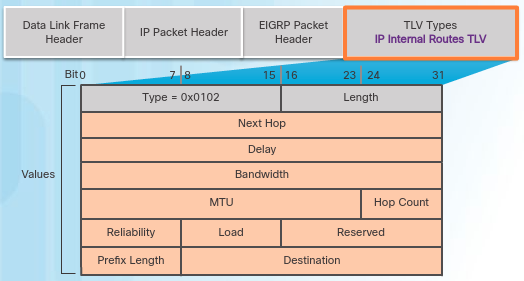 Data Link Frame
Header
IP Packet Header
EIGRP Packet
Header
TLV Types
IP Internal Routes TLV
Bit0 7 8 15 16 23 24 31
Type = 0x0102 Length
Next Hop
Delay
Bandwidth
Values
MTU Hop Count
Reliability Load Reserved
Prefix Length Destination